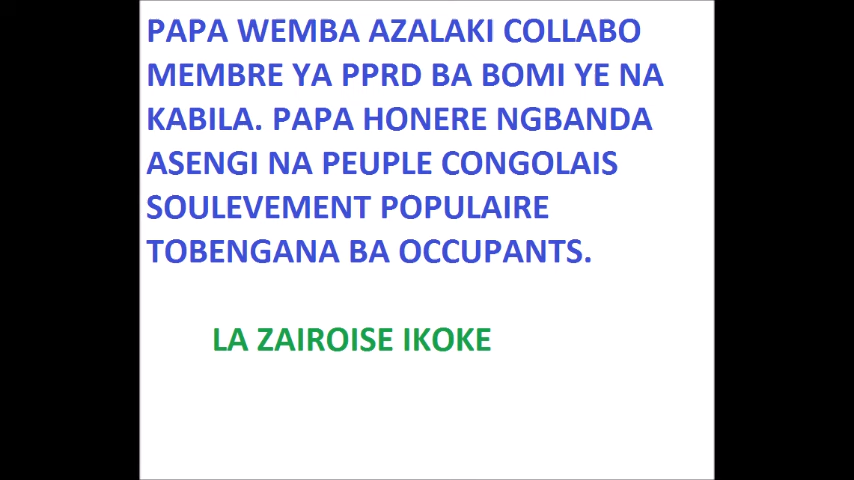 PAPA WEMBA AZALAKI COLLABO
MEMBRE YA PPRD BA BOMI YE NA
KABILA. PAPA HONERE NGBANDA
ASENGI NA PEUPLE CONGOLAIS
SOULEVEMENT POPULAIRE
TOBENGANA BA OCCUPANTS.
LA ZAIROISE IKOKE